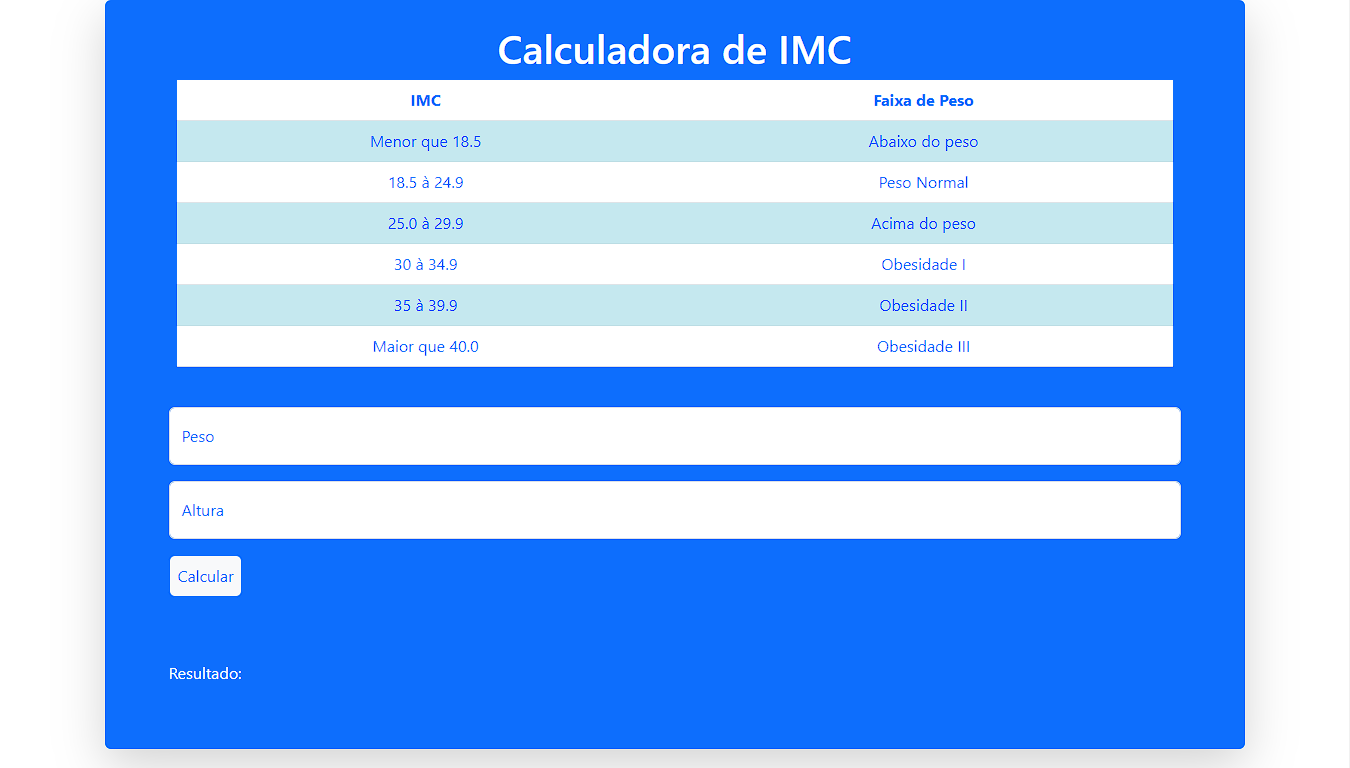 Calculadora de IMC
IMC Faixa de Peso
Menor que 18.5 Abaixo do peso
18.5 à 24.9 Peso Normal
25.0 à 29.9 Acima do peso
30 à 34.9 Obesidade I
35 à 39.9 Obesidade II
Maior que 40.0 Obesidade III
Peso
Altura
Calcular
Resultado: